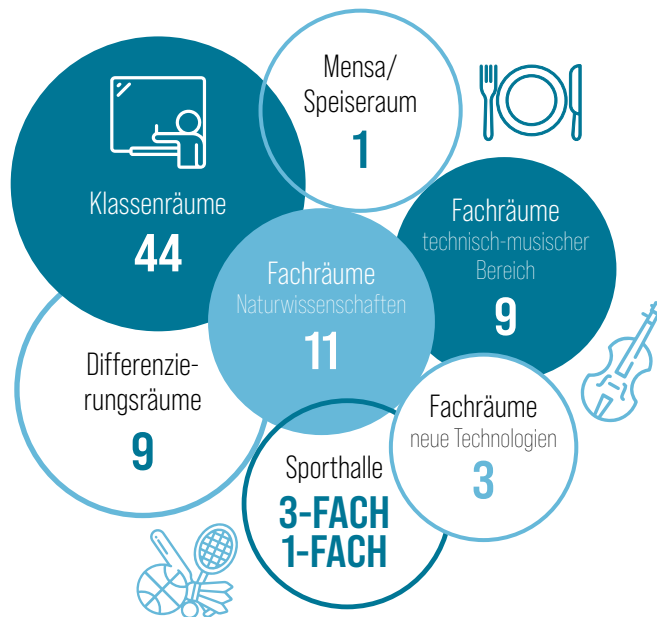 Mensa/
Speiseraum
1
Klassenräume
44
Fachräume
technisch-musischer
Bereich
9
Fachräume
Naturwissenschaften
11
Differenzie-
rungsräume
9
Fachräume
neue Technologien
3
Sporthalle
3-FACH
1-FACH